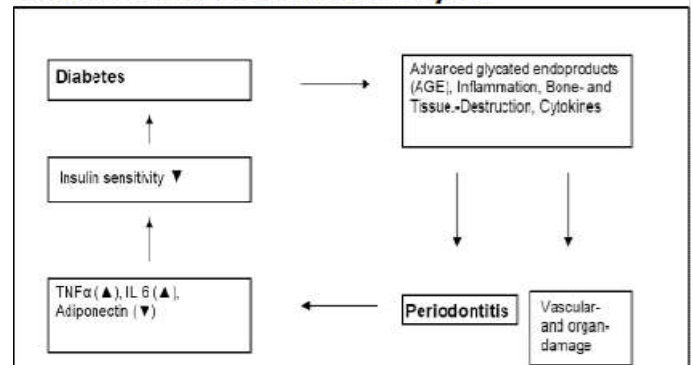 Diabetes
Advanced glycated endoproducts
(AGE), Inflammation, Bone- and
Tissue.-Destruction, Cytokines
Insulin sensitivity ▼
TNFα (▲), IL 6 (▲),
Adiponectin (▼)
Periodontitis
Vascular-
and organ-
damage